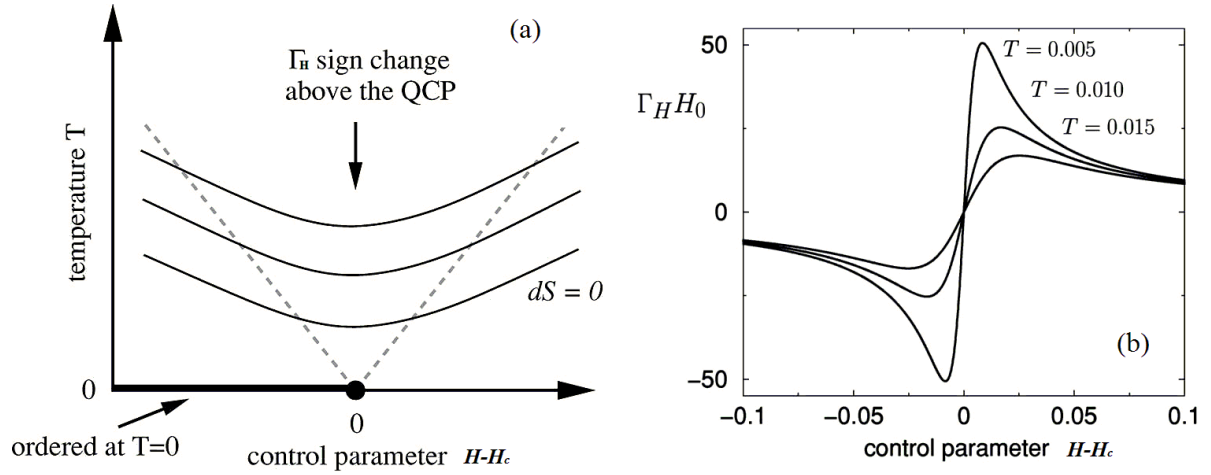 (a)
Γ_H sign change
above the QCP
temperature T
dS = 0
0
0
ordered at T=0
control parameter H-H_c
50
Γ_H H_0
0
−50
T = 0.005
T = 0.010
T = 0.015
(b)
−0.1
−0.05
0
0.05
0.1
control parameter H-H_c